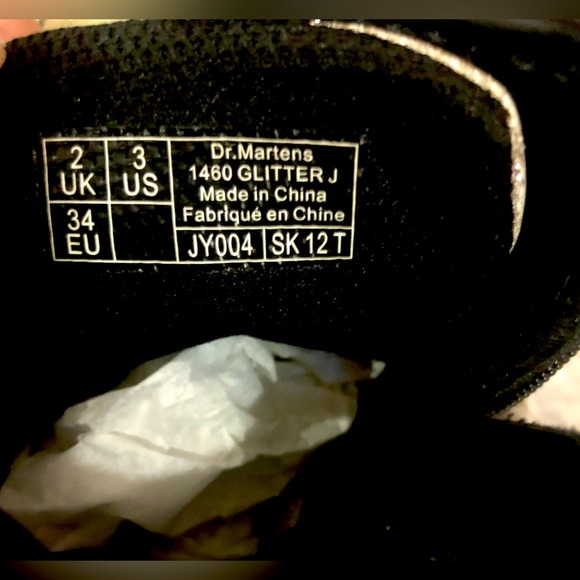 2 UK
3 US
34 EU
Dr.Martens
1460 GLITTER J
Made in China
Fabriqué en Chine
JY004
SK 12 T